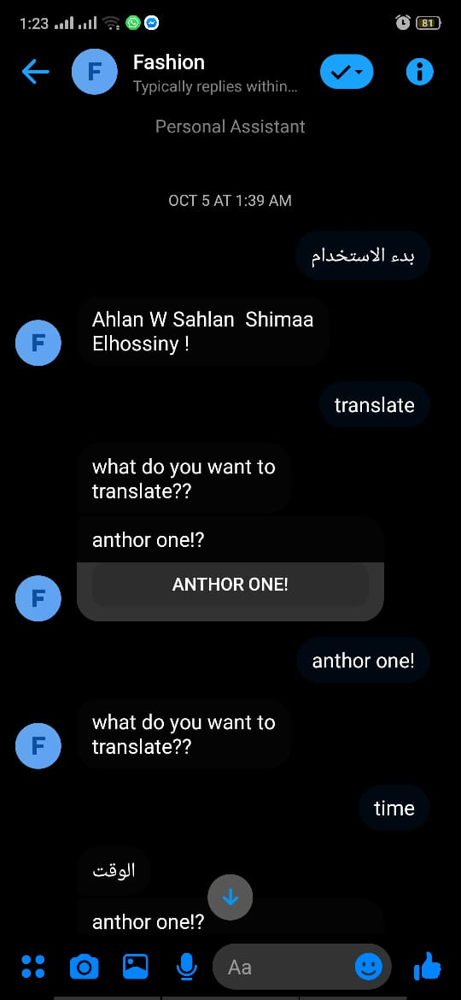 1:23
81
F
Fashion
Typically replies within...
Personal Assistant
OCT 5 AT 1:39 AM
بدء الاستخدام
Ahlan W Sahlan Shimaa
Elhossiny !
F
translate
what do you want to
translate??
anthor one!?
ANTHOR ONE!
F
anthor one!
what do you want to
translate??
F
time
الوقت
anthor one!?
Aa